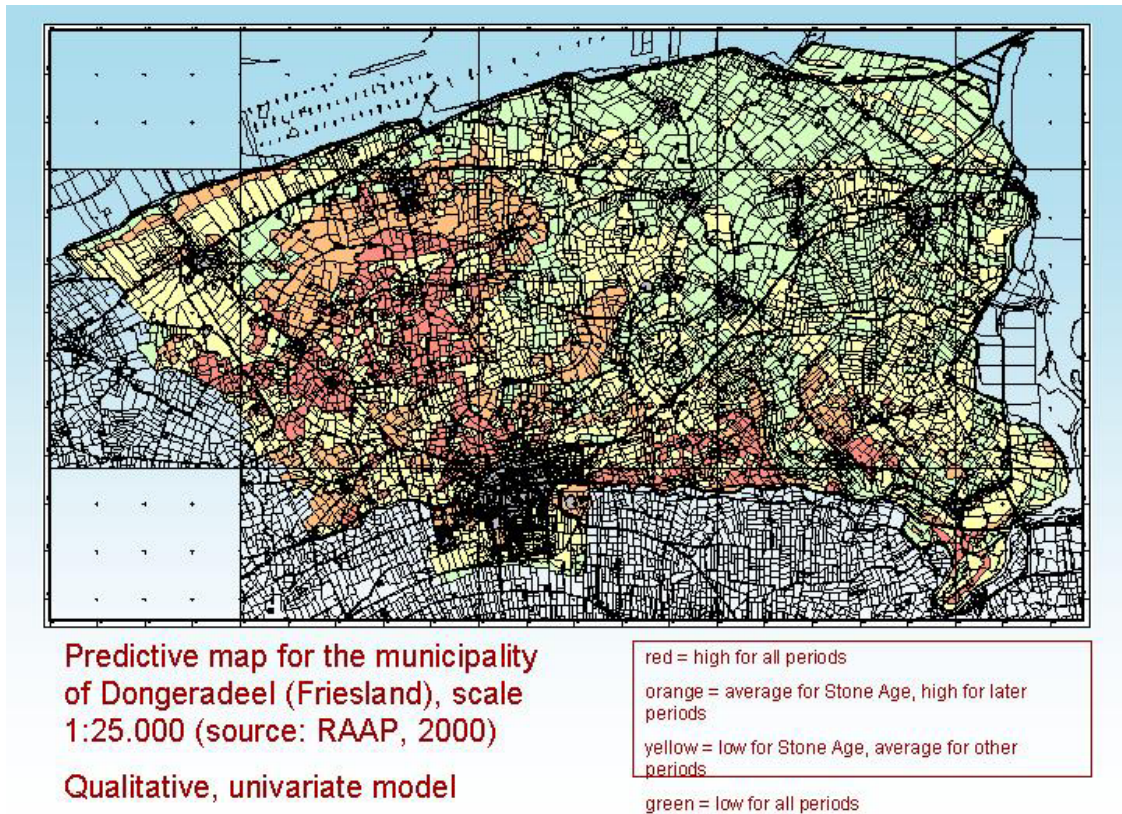 Predictive map for the municipality
of Dongeradeel (Friesland), scale
1:25.000 (source: RAAP, 2000)
Qualitative, univariate model
red = high for all periods
orange = average for Stone Age, high for later
periods
yellow = low for Stone Age, average for other
periods
green = low for all periods